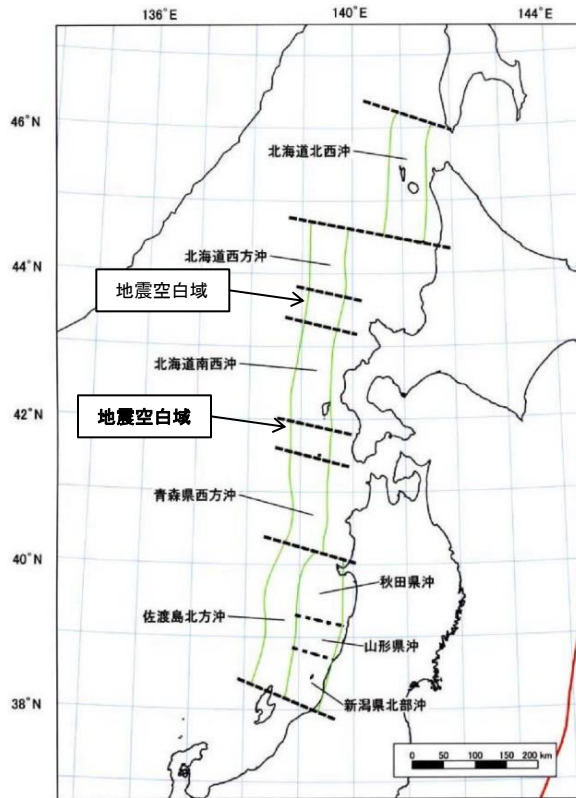 136°E 140°E 144°E
46°N
北海道北西沖
北海道西方沖
44°N
地震空白域
北海道南西沖
42°N
地震空白域
青森県西方沖
40°N
秋田県沖
佐渡島北方沖
山形県沖
新潟県北部沖
38°N
0 50 100 150 200 km